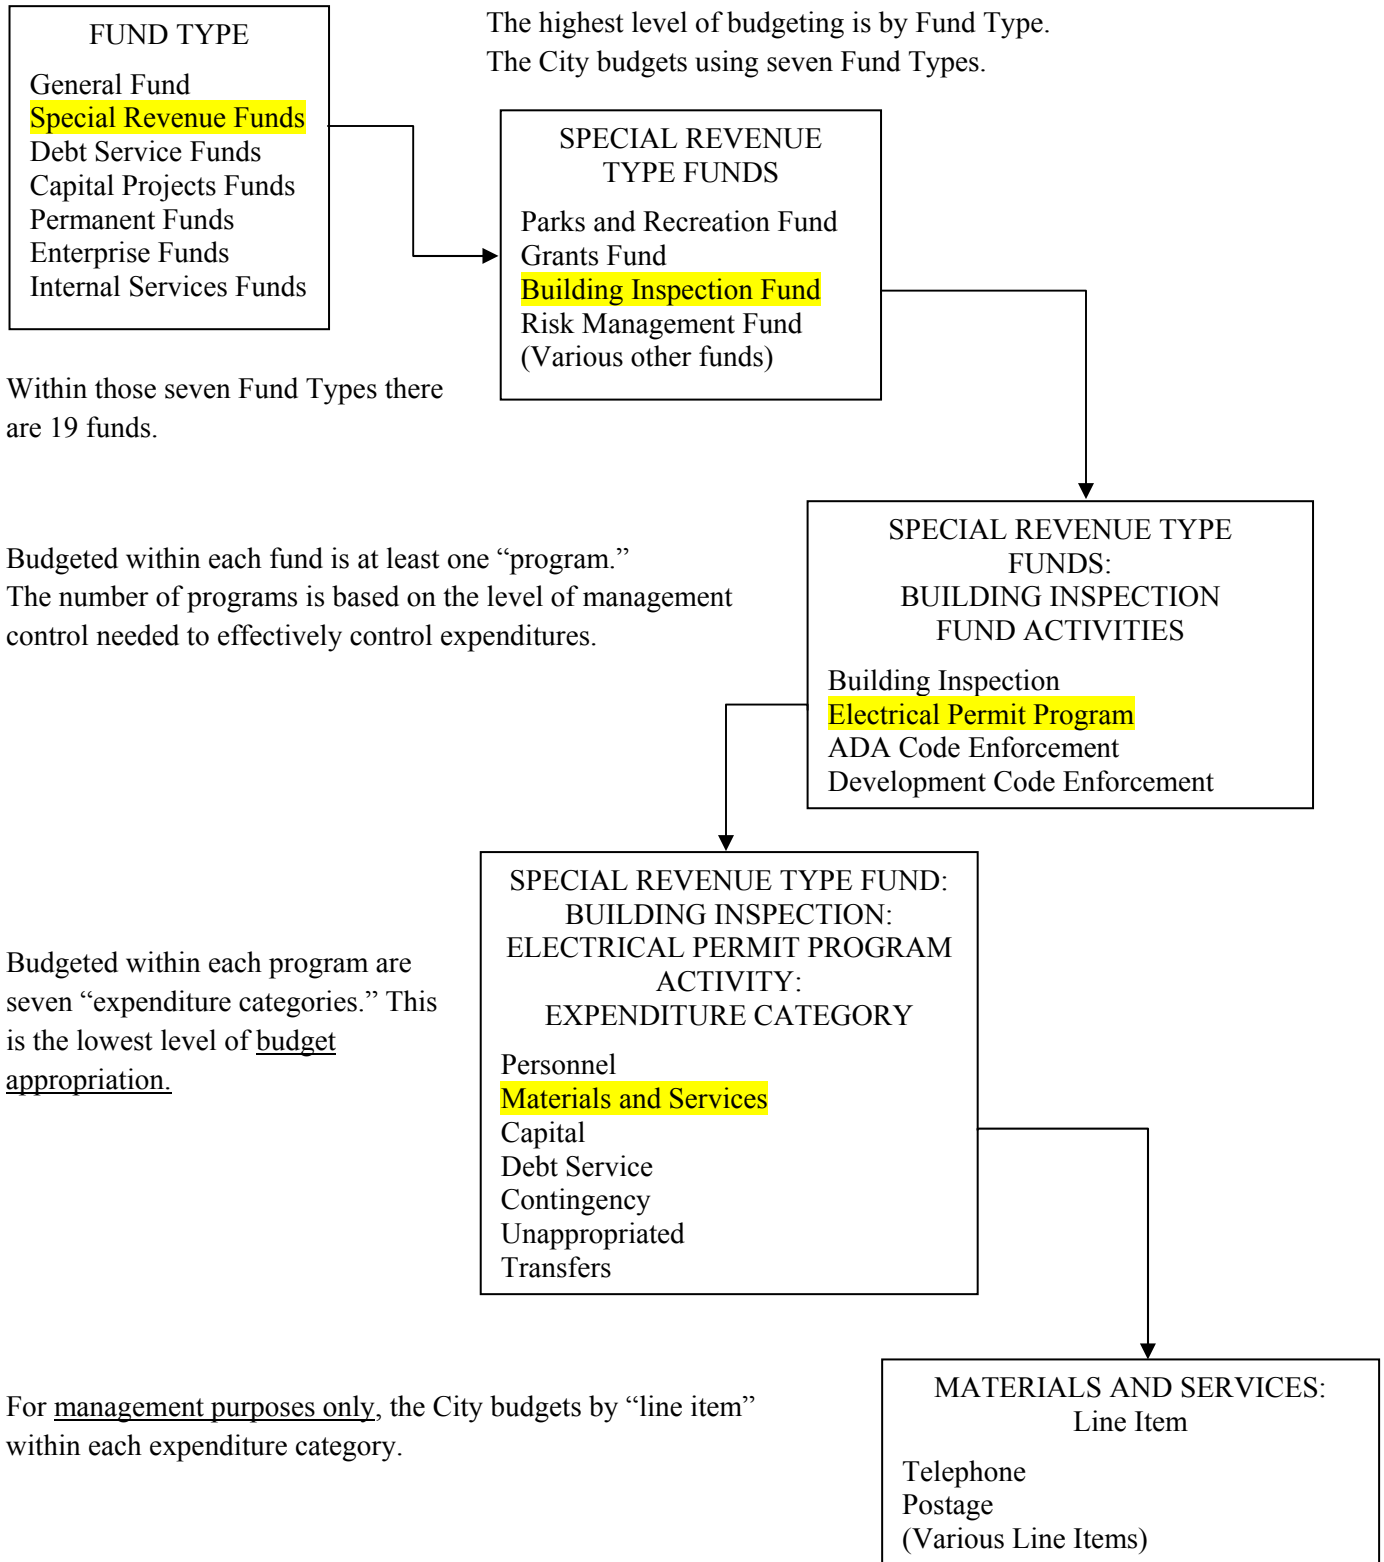 FUND TYPE
General Fund
Special Revenue Funds
Debt Service Funds
Capital Projects Funds
Permanent Funds
Enterprise Funds
Internal Services Funds
The highest level of budgeting is by Fund Type.
The City budgets using seven Fund Types.
SPECIAL REVENUE
TYPE FUNDS
Parks and Recreation Fund
Grants Fund
Building Inspection Fund
Risk Management Fund
(Various other funds)
Within those seven Fund Types there
are 19 funds.
Budgeted within each fund is at least one “program.”
The number of programs is based on the level of management
control needed to effectively control expenditures.
SPECIAL REVENUE TYPE
FUNDS:
BUILDING INSPECTION
FUND ACTIVITIES
Building Inspection
Electrical Permit Program
ADA Code Enforcement
Development Code Enforcement
SPECIAL REVENUE TYPE FUND:
BUILDING INSPECTION:
ELECTRICAL PERMIT PROGRAM
ACTIVITY:
EXPENDITURE CATEGORY
Personnel
Materials and Services
Capital
Debt Service
Contingency
Unappropriated
Transfers
Budgeted within each program are
seven “expenditure categories.” This
is the lowest level of budget
appropriation.
For management purposes only, the City budgets by “line item”
within each expenditure category.
MATERIALS AND SERVICES:
Line Item
Telephone
Postage
(Various Line Items)